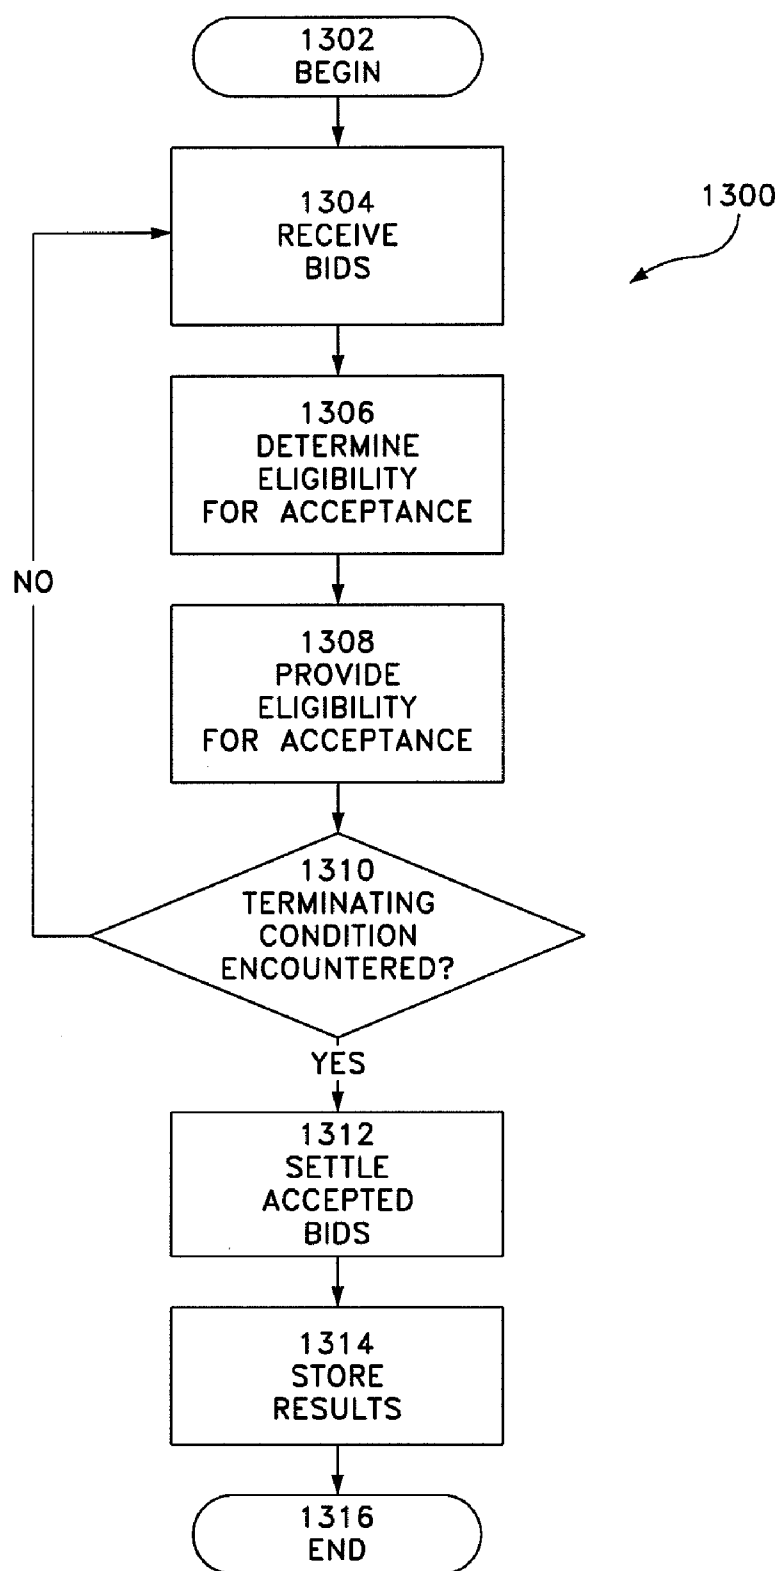 1302
BEGIN
1304
RECEIVE
BIDS
1300
1306
DETERMINE
ELIGIBILITY
FOR ACCEPTANCE
NO
1308
PROVIDE
ELIGIBILITY
FOR ACCEPTANCE
1310
TERMINATING
CONDITION
ENCOUNTERED?
YES
1312
SETTLE
ACCEPTED
BIDS
1314
STORE
RESULTS
1316
END